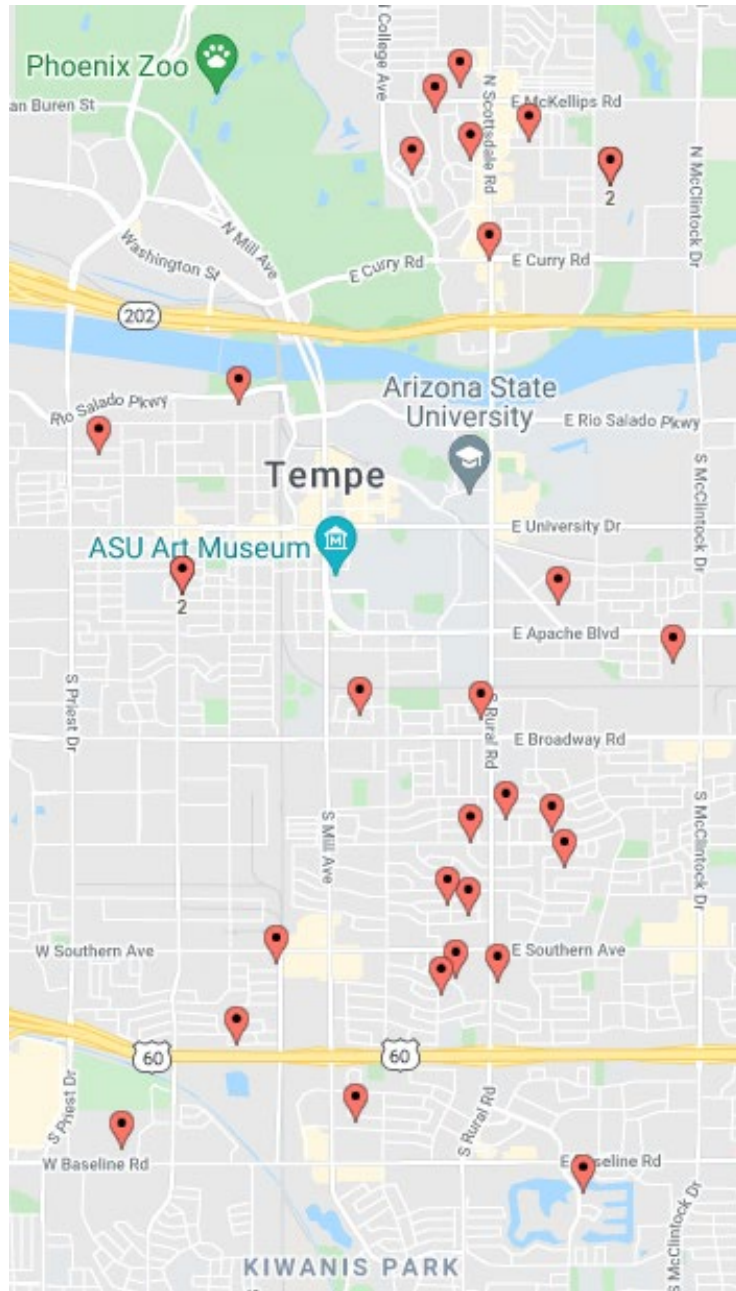 Phoenix Zoo
N College Ave
an Buren St
E McKellips Rd
N Scottsdale Rd
N McClintock Dr
2
N Mill Ave
Washington St
E Curry Rd
E Curry Rd
202
Rio Salado Pkwy
Arizona State
University
E Rio Salado Pkwy
Tempe
S McClintock Dr
E University Dr
ASU Art Museum
M
2
E Apache Blvd
S Priest Dr
S Rural Rd
E Broadway Rd
S Mill Ave
S McClintock Dr
W Southern Ave
E Southern Ave
60
60
S Priest Dr
S Rural Rd
W Baseline Rd
E seline Rd
S McClintock Dr
KIWANIS PARK